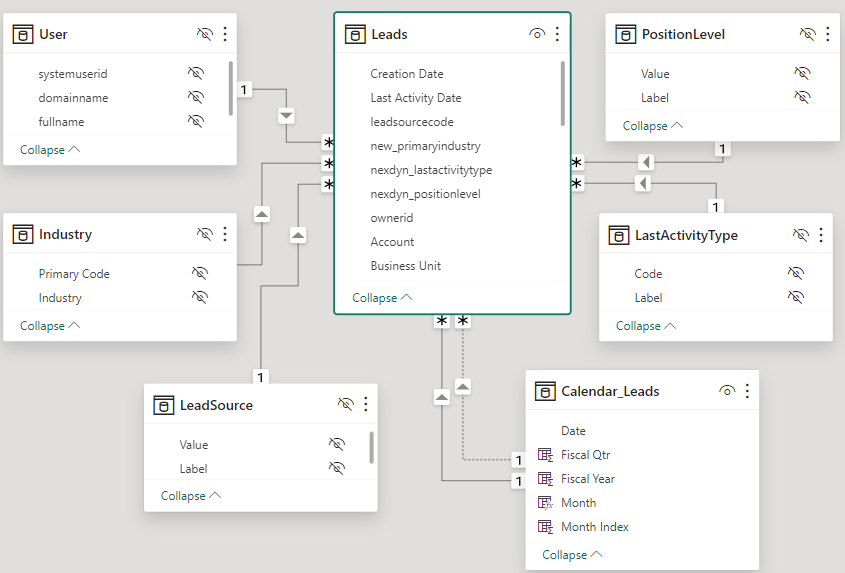 User
systemuserid
domainname
fullname
Collapse
Leads
Creation Date
Last Activity Date
leadsourcecode
new_primaryindustry
nexdyn_lastactivitytype
nexdyn_positionlevel
ownerid
Account
Business Unit
Collapse
PositionLevel
Value
Label
Collapse
1
*
*
*
*
*
1
Industry
Primary Code
Industry
Collapse
1
LastActivityType
Code
Label
Collapse
*
*
1
LeadSource
Value
Label
Collapse
Calendar_Leads
Date
Fiscal Qtr
Fiscal Year
Month
Month Index
Collapse
1
1